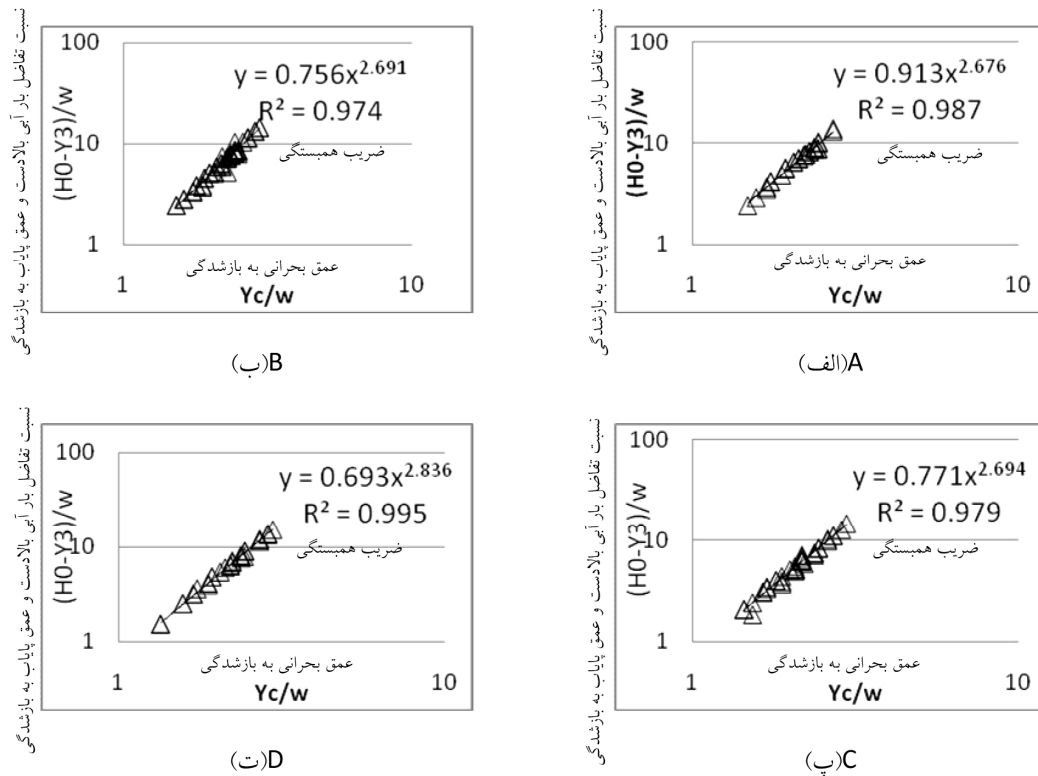 نسبت تفاضل بار آبی بالادست و عمق پایاب به بازشدگی
(H0-Y3)/w
100
10
1
y = 0.913x^2.676
R² = 0.987
ضریب همبستگی
عمق بحرانی به بازشدگی
1
10
Yc/w
A(الف)
نسبت تفاضل بار آبی بالادست و عمق پایاب به بازشدگی
(H0-Y3)/w
100
10
1
y = 0.756x^2.691
R² = 0.974
ضریب همبستگی
عمق بحرانی به بازشدگی
1
10
Yc/w
B(ب)
نسبت تفاضل بار آبی بالادست و عمق پایاب به بازشدگی
(H0-Y3)/w
100
10
1
y = 0.771x^2.694
R² = 0.979
ضریب همبستگی
عمق بحرانی به بازشدگی
1
10
Yc/w
C(پ)
نسبت تفاضل بار آبی بالادست و عمق پایاب به بازشدگی
(H0-Y3)/w
100
10
1
y = 0.693x^2.836
R² = 0.995
ضریب همبستگی
عمق بحرانی به بازشدگی
1
10
Yc/w
D(ت)